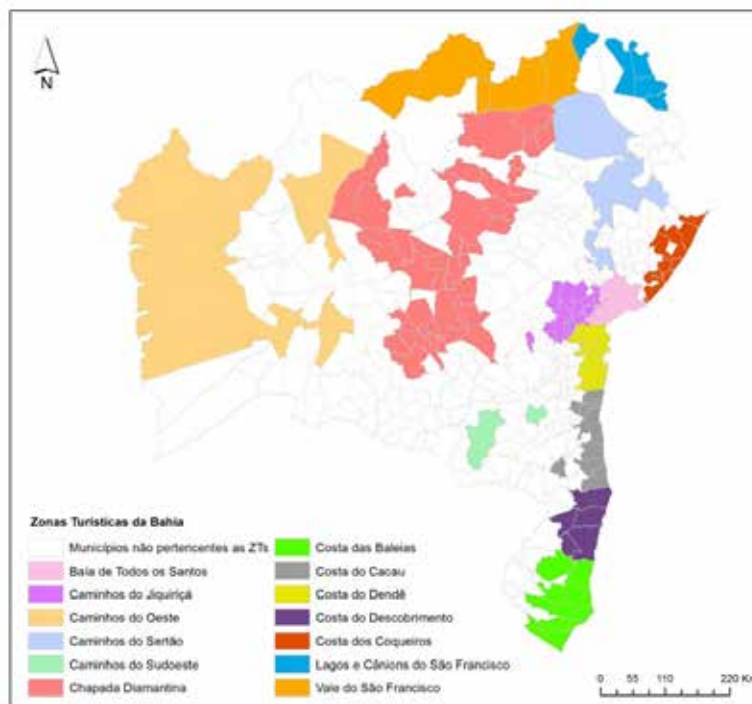 N
Zonas Turísticas da Bahia
Municípios não pertencentes as ZTs
Baía de Todos os Santos
Caminhos do Jiquiriçá
Caminhos do Oeste
Caminhos do Sertão
Caminhos do Sudoeste
Chapada Diamantina
Costa das Baleias
Costa do Cacau
Costa do Dendê
Costa do Descobrimento
Costa dos Coqueiros
Lagos e Cânions do São Francisco
Vale do São Francisco
0 55 110 220 Km